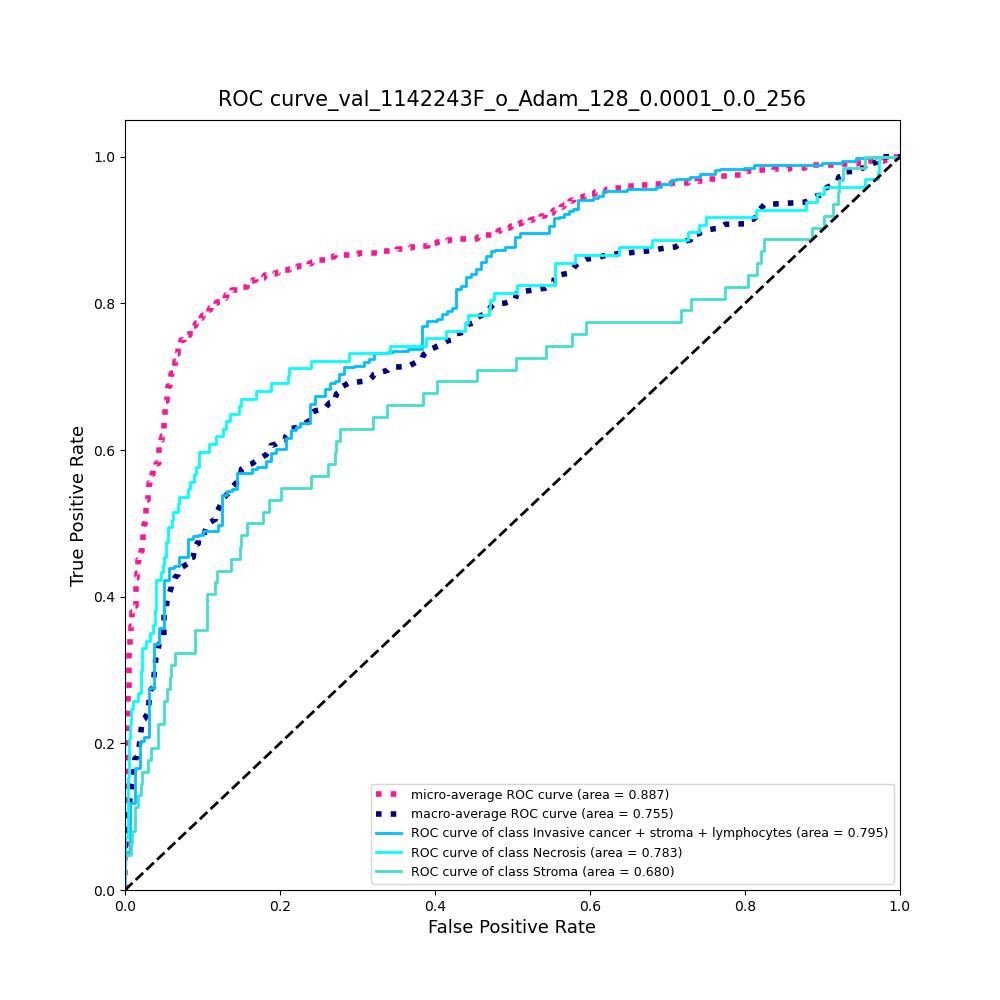 ROC curve_val_1142243F_o_Adam_128_0.0001_0.0_256
True Positive Rate
1.0
0.8
0.6
0.4
0.2
0.0
micro-average ROC curve (area = 0.887)
macro-average ROC curve (area = 0.755)
ROC curve of class Invasive cancer + stroma + lymphocytes (area = 0.795)
ROC curve of class Necrosis (area = 0.783)
ROC curve of class Stroma (area = 0.680)
0.0 0.2 0.4 0.6 0.8 1.0
False Positive Rate